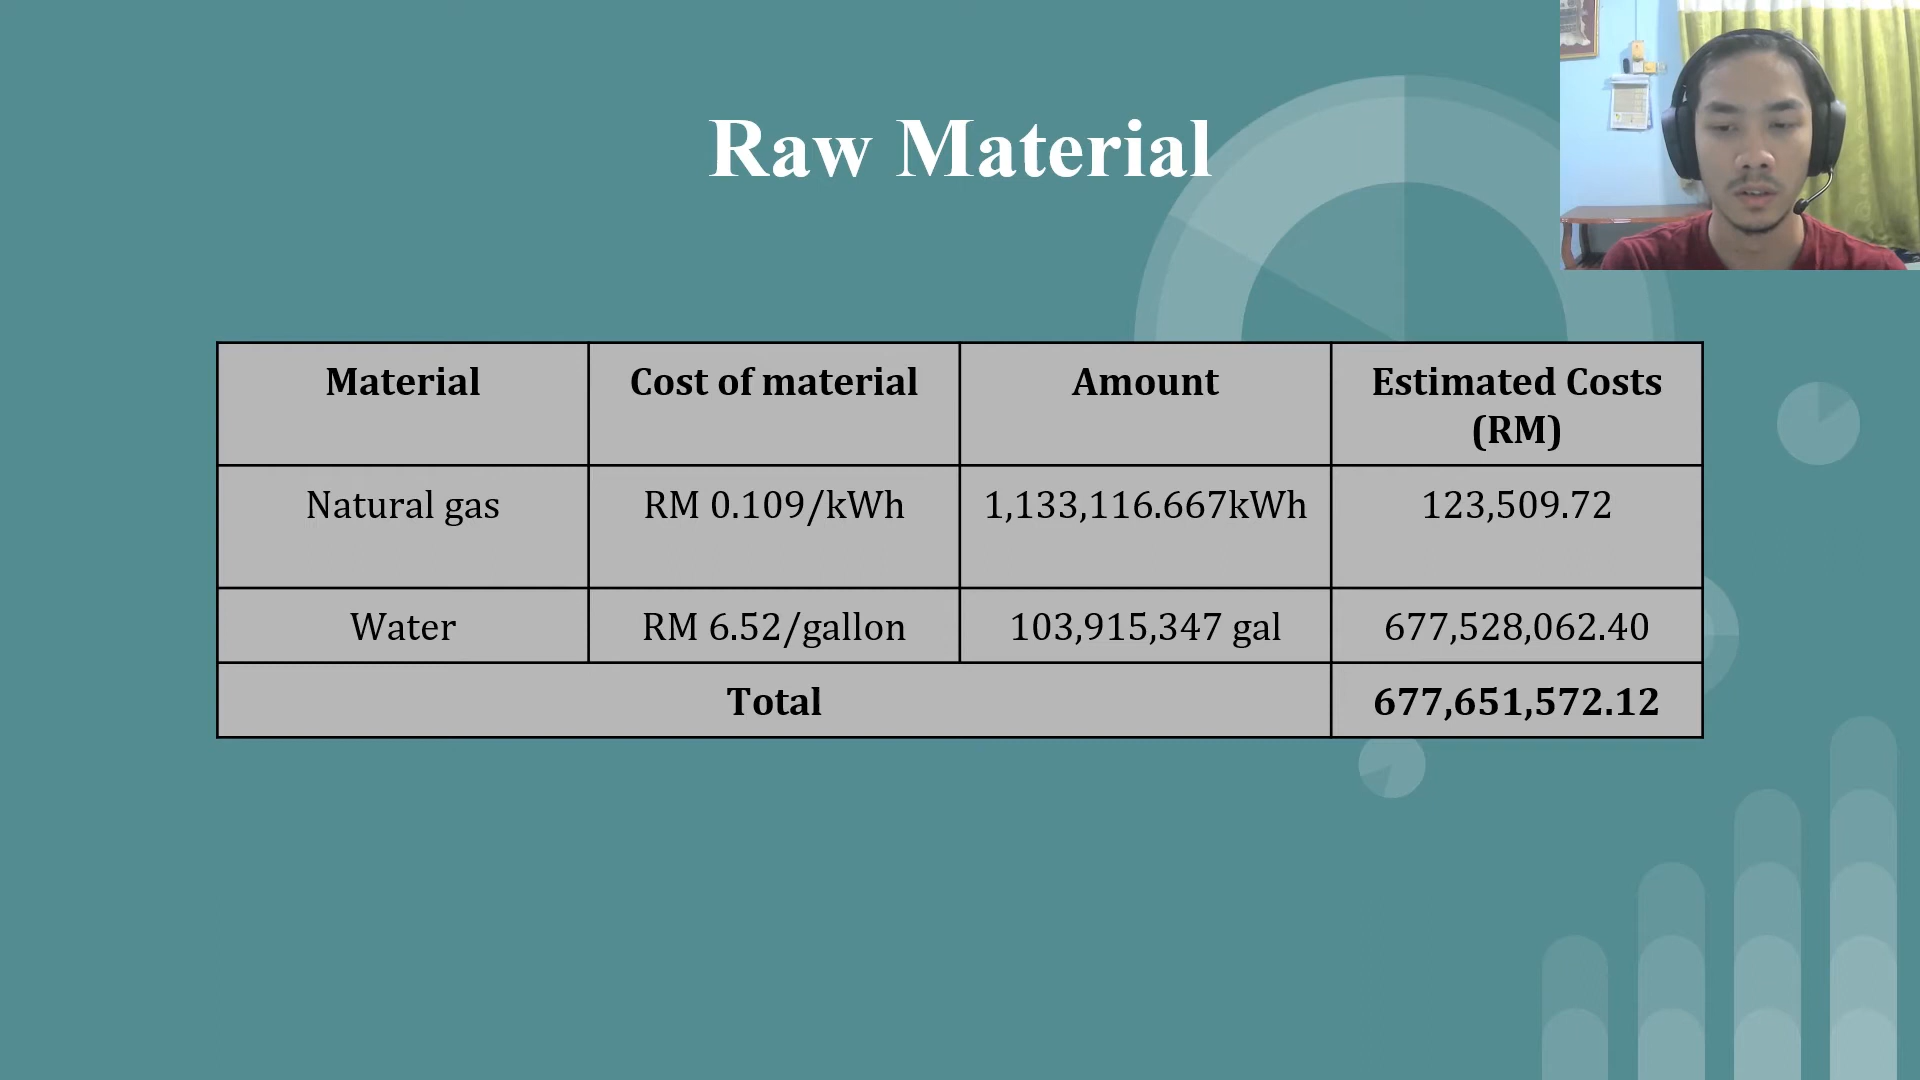 Raw Material
Material Cost of material Amount Estimated Costs
(RM)
Natural gas RM 0.109/kWh 1,133,116.667kWh 123,509.72
Water RM 6.52/gallon 103,915,347 gal 677,528,062.40
Total 677,651,572.12